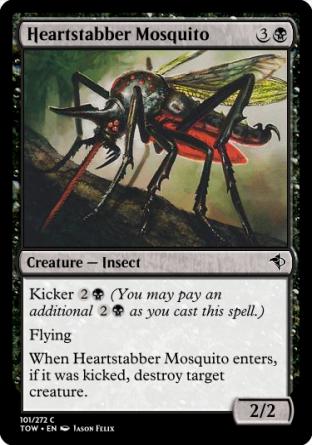 Heartstabber Mosquito 3
Creature — Insect
Kicker 2 (You may pay an
additional 2 as you cast this spell.)
Flying
When Heartstabber Mosquito enters,
if it was kicked, destroy target
creature.
2/2
101/272 C
TOW • EN Jason Felix